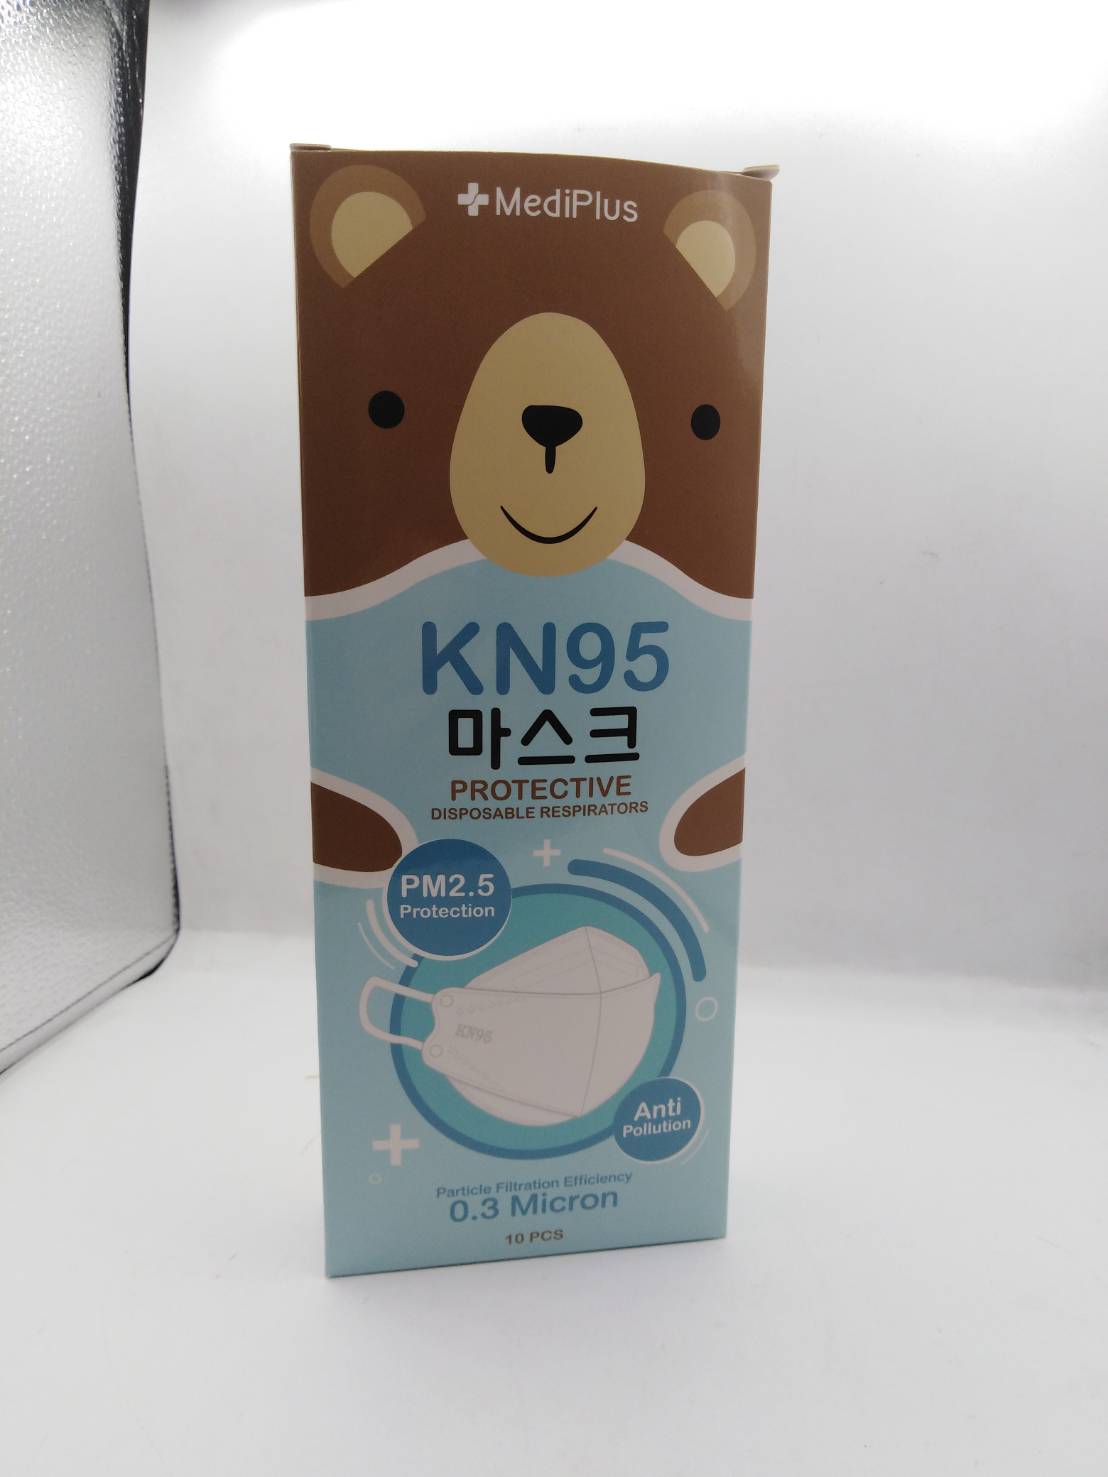 MediPlus
KN95
마스크
PROTECTIVE
DISPOSABLE RESPIRATORS
PM2.5
Protection
KN95
Anti
Pollution
Particle Filtration Efficiency
0.3 Micron
10 PCS